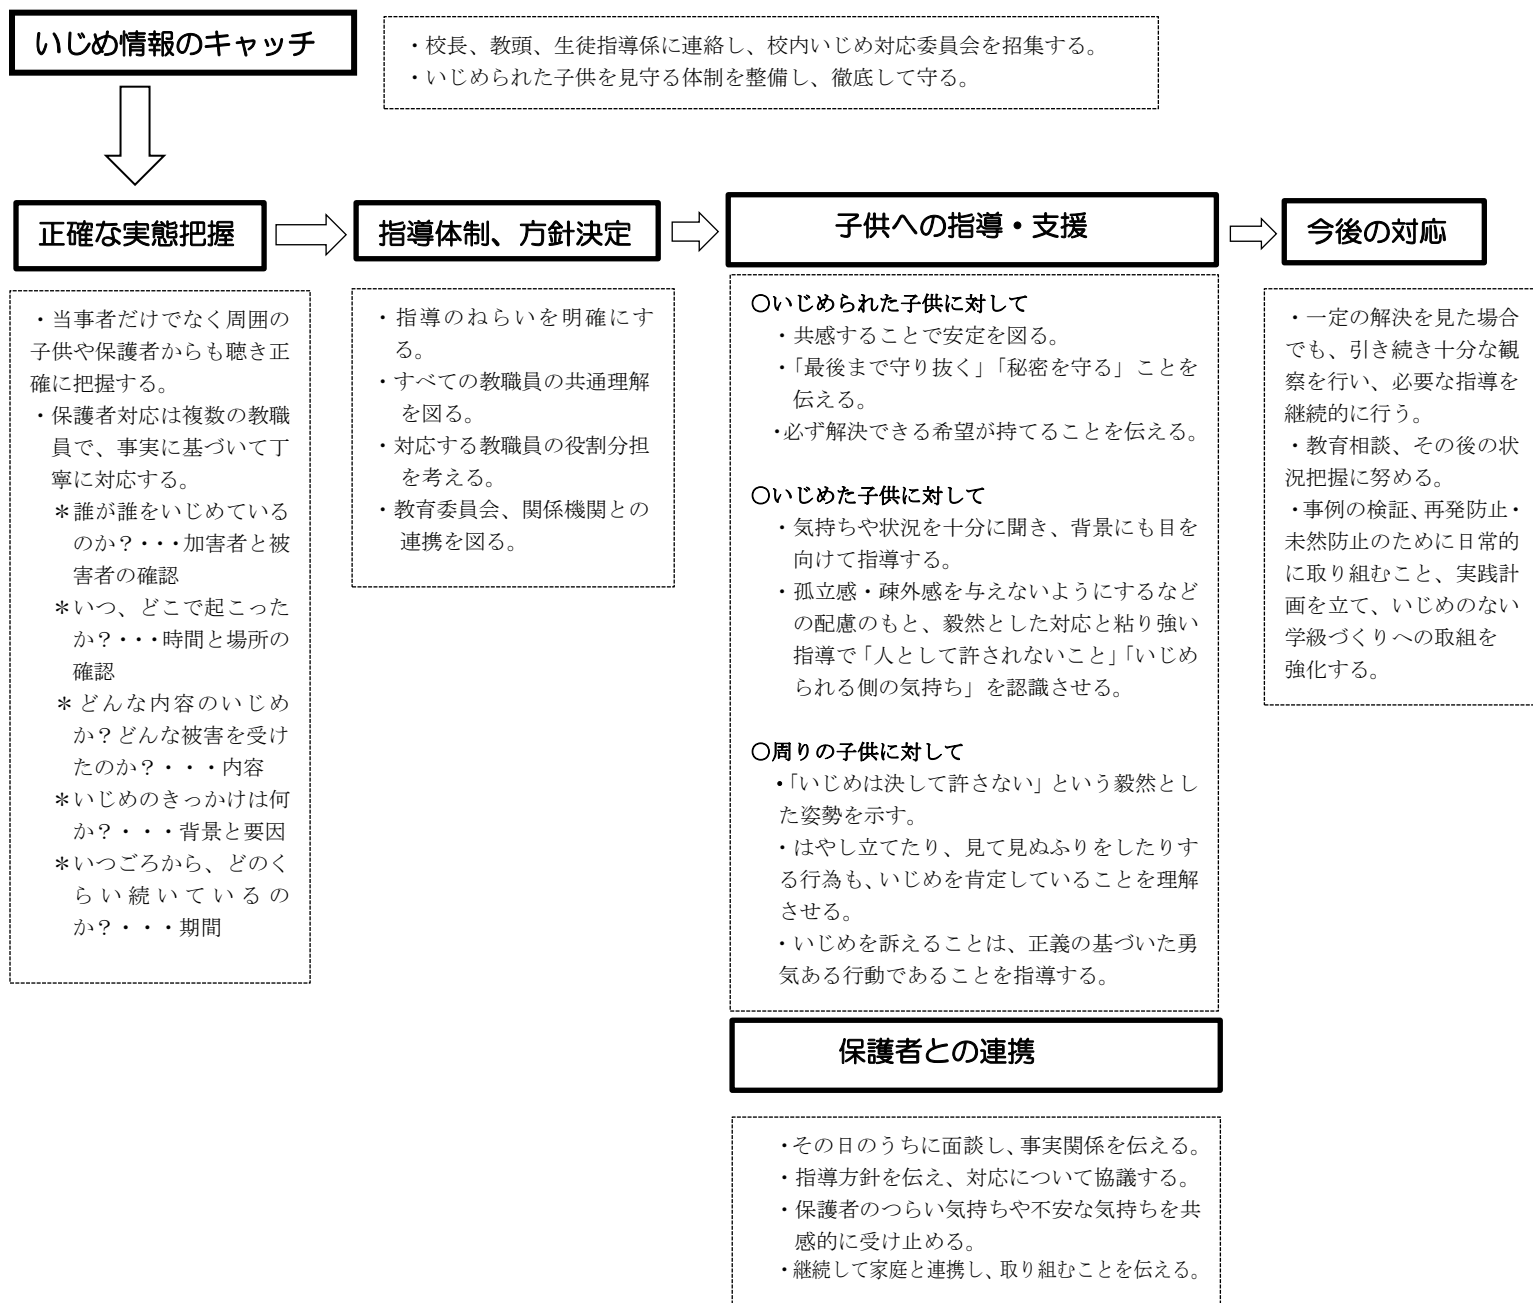 いじめ情報のキャッチ
・校長、教頭、生徒指導係に連絡し、校内いじめ対応委員会を招集する。
・いじめられた子供を見守る体制を整備し、徹底して守る。
正確な実態把握
・当事者だけでなく周囲の
子供や保護者からも聴き正
確に把握する。
・保護者対応は複数の教職
員で、事実に基づいて丁
寧に対応する。
＊誰が誰をいじめている
のか？・・・加害者と被
害者の確認
＊いつ、どこで起こった
か？・・・時間と場所の
確認
＊どんな内容のいじめ
か？どんな被害を受け
たのか？・・・内容
＊いじめのきっかけは何
か？・・・背景と要因
＊いつごろから、どのく
らい続いているの
か？・・・期間
指導体制、方針決定
・指導のねらいを明確にす
る。
・すべての教職員の共通理解
を図る。
・対応する教職員の役割分担
を考える。
・教育委員会、関係機関との
連携を図る。
子供への指導・支援
○いじめられた子供に対して
・共感することで安定を図る。
・「最後まで守り抜く」「秘密を守る」ことを
伝える。
・必ず解決できる希望が持てることを伝える。
○いじめた子供に対して
・気持ちや状況を十分に聞き、背景にも目を
向けて指導する。
・孤立感・疎外感を与えないようにするなど
の配慮のもと、毅然とした対応と粘り強い
指導で「人として許されないこと」「いじめ
られる側の気持ち」を認識させる。
○周りの子供に対して
・「いじめは決して許さない」という毅然とし
た姿勢を示す。
・はやし立てたり、見て見ぬふりをしたりす
る行為も、いじめを肯定していることを理解
させる。
・いじめを訴えることは、正義の基づいた勇
気ある行動であることを指導する。
保護者との連携
・その日のうちに面談し、事実関係を伝える。
・指導方針を伝え、対応について協議する。
・保護者のつらい気持ちや不安な気持ちを共
感的に受け止める。
・継続して家庭と連携し、取り組むことを伝える。
今後の対応
・一定の解決を見た場合
でも、引き続き十分な観
察を行い、必要な指導を
継続的に行う。
・教育相談、その後の状
況把握に努める。
・事例の検証、再発防止・
未然防止のために日常的
に取り組むこと、実践計
画を立て、いじめのない
学級づくりへの取組を
強化する。